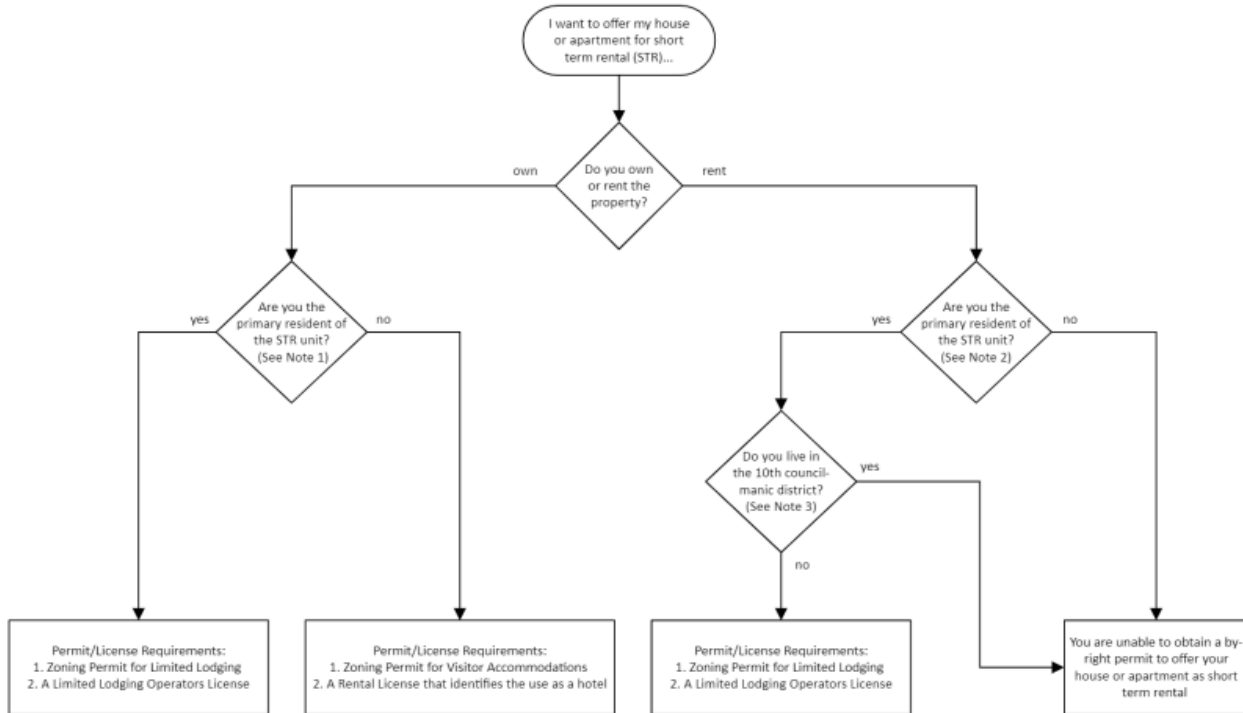 I want to offer my house
or apartment for short
term rental (STR)...
Do you own
or rent the
property?
own
rent
Are you the
primary resident of
the STR unit?
(See Note 1)
yes
no
Are you the
primary resident of
the STR unit?
(See Note 2)
yes
no
Do you live in
the 10th council-
manic district?
(See Note 3)
yes
no
Permit/License Requirements:
1. Zoning Permit for Limited Lodging
2. A Limited Lodging Operators License
Permit/License Requirements:
1. Zoning Permit for Visitor Accommodations
2. A Rental License that identifies the use as a hotel
Permit/License Requirements:
1. Zoning Permit for Limited Lodging
2. A Limited Lodging Operators License
You are unable to obtain a by-
right permit to offer your
house or apartment as short
term rental